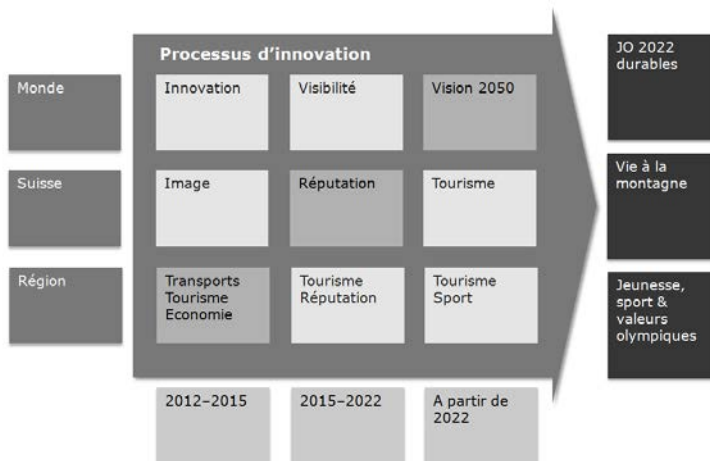 Processus d'innovation
JO 2022
durables
Monde
Innovation
Visibilité
Vision 2050
Suisse
Image
Réputation
Tourisme
Vie à la
montagne
Région
Transports
Tourisme
Economie
Tourisme
Réputation
Tourisme
Sport
Jeunesse,
sport &
valeurs
olympiques
2012–2015
2015–2022
A partir de
2022